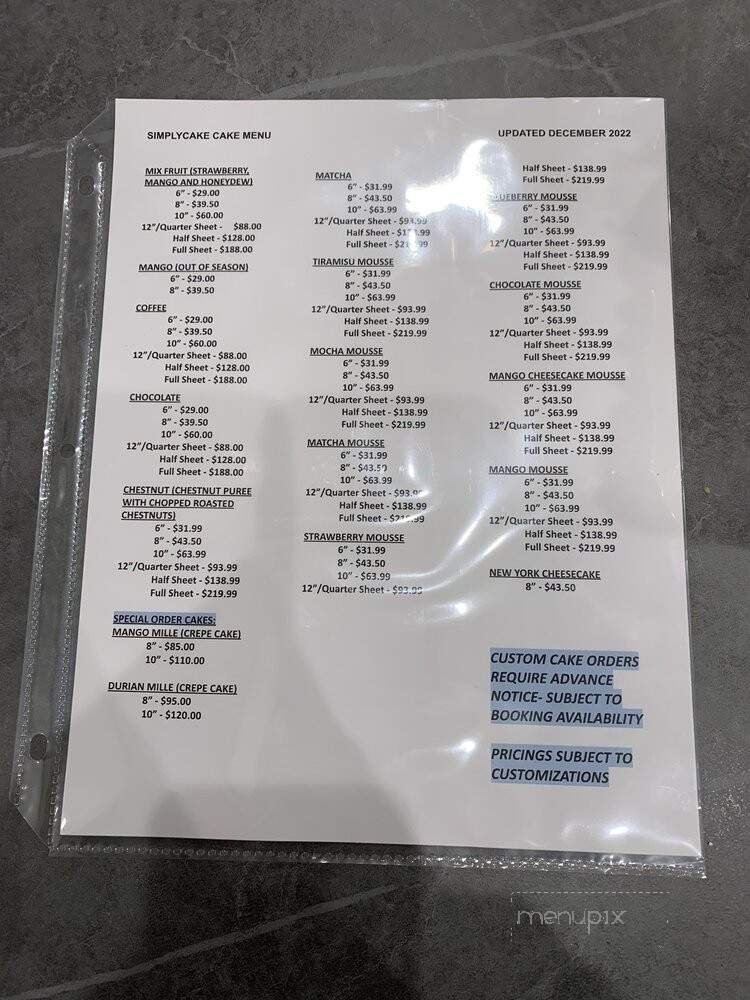 SIMPLYCAKE CAKE MENU
UPDATED DECEMBER 2022
MIX FRUIT (STRAWBERRY,
MANGO AND HONEYDEW)
6" - $29.00
8" - $39.50
10" - $60.00
12"/Quarter Sheet - $88.00
Half Sheet - $128.00
Full Sheet - $188.00
MANGO (OUT OF SEASON)
6" - $29.00
8" - $39.50
COFFEE
6" - $29.00
8" - $39.50
10" - $60.00
12"/Quarter Sheet - $88.00
Half Sheet - $128.00
Full Sheet - $188.00
CHOCOLATE
6" - $29.00
8" - $39.50
10" - $60.00
12"/Quarter Sheet - $88.00
Half Sheet - $128.00
Full Sheet - $188.00
CHESTNUT (CHESTNUT PUREE
WITH CHOPPED ROASTED
CHESTNUTS)
6" - $31.99
8" - $43.50
10" - $63.99
12"/Quarter Sheet - $93.99
Half Sheet - $138.99
Full Sheet - $219.99
SPECIAL ORDER CAKES:
MANGO MILLE (CREPE CAKE)
8" - $85.00
10" - $110.00
DURIAN MILLE (CREPE CAKE)
8" - $95.00
10" - $120.00
MATCHA
6" - $31.99
8" - $43.50
10" - $63.99
12"/Quarter Sheet - $93.99
Half Sheet -
Full Sheet -
TIRAMISU MOUSSE
6" - $31.99
8" - $43.50
10" - $63.99
12"/Quarter Sheet - $93.99
Half Sheet - $138.99
Full Sheet - $219.99
MOCHA MOUSSE
6" - $31.99
8" - $43.50
10" - $63.99
12"/Quarter Sheet - $93.99
Half Sheet - $138.99
Full Sheet - $219.99
MATCHA MOUSSE
6" - $31.99
8" - $43.50
10" - $63.99
12"/Quarter Sheet - $93.99
Half Sheet - $138.99
Full Sheet - $219.99
STRAWBERRY MOUSSE
6" - $31.99
8" - $43.50
10" - $63.99
12"/Quarter Sheet - $93.99
Half Sheet - $138.99
Full Sheet - $219.99
BLUEBERRY MOUSSE
6" - $31.99
8" - $43.50
10" - $63.99
12"/Quarter Sheet - $93.99
Half Sheet - $138.99
Full Sheet - $219.99
CHOCOLATE MOUSSE
6" - $31.99
8" - $43.50
10" - $63.99
12"/Quarter Sheet - $93.99
Half Sheet - $138.99
Full Sheet - $219.99
MANGO CHEESECAKE MOUSSE
6" - $31.99
8" - $43.50
10" - $63.99
12"/Quarter Sheet - $93.99
Half Sheet - $138.99
Full Sheet - $219.99
MANGO MOUSSE
6" - $31.99
8" - $43.50
10" - $63.99
12"/Quarter Sheet - $93.99
Half Sheet - $138.99
Full Sheet - $219.99
NEW YORK CHEESECAKE
8" - $43.50
CUSTOM CAKE ORDERS
REQUIRE ADVANCE
NOTICE- SUBJECT TO
BOOKING AVAILABILITY
PRICINGS SUBJECT TO
CUSTOMIZATIONS
menupix